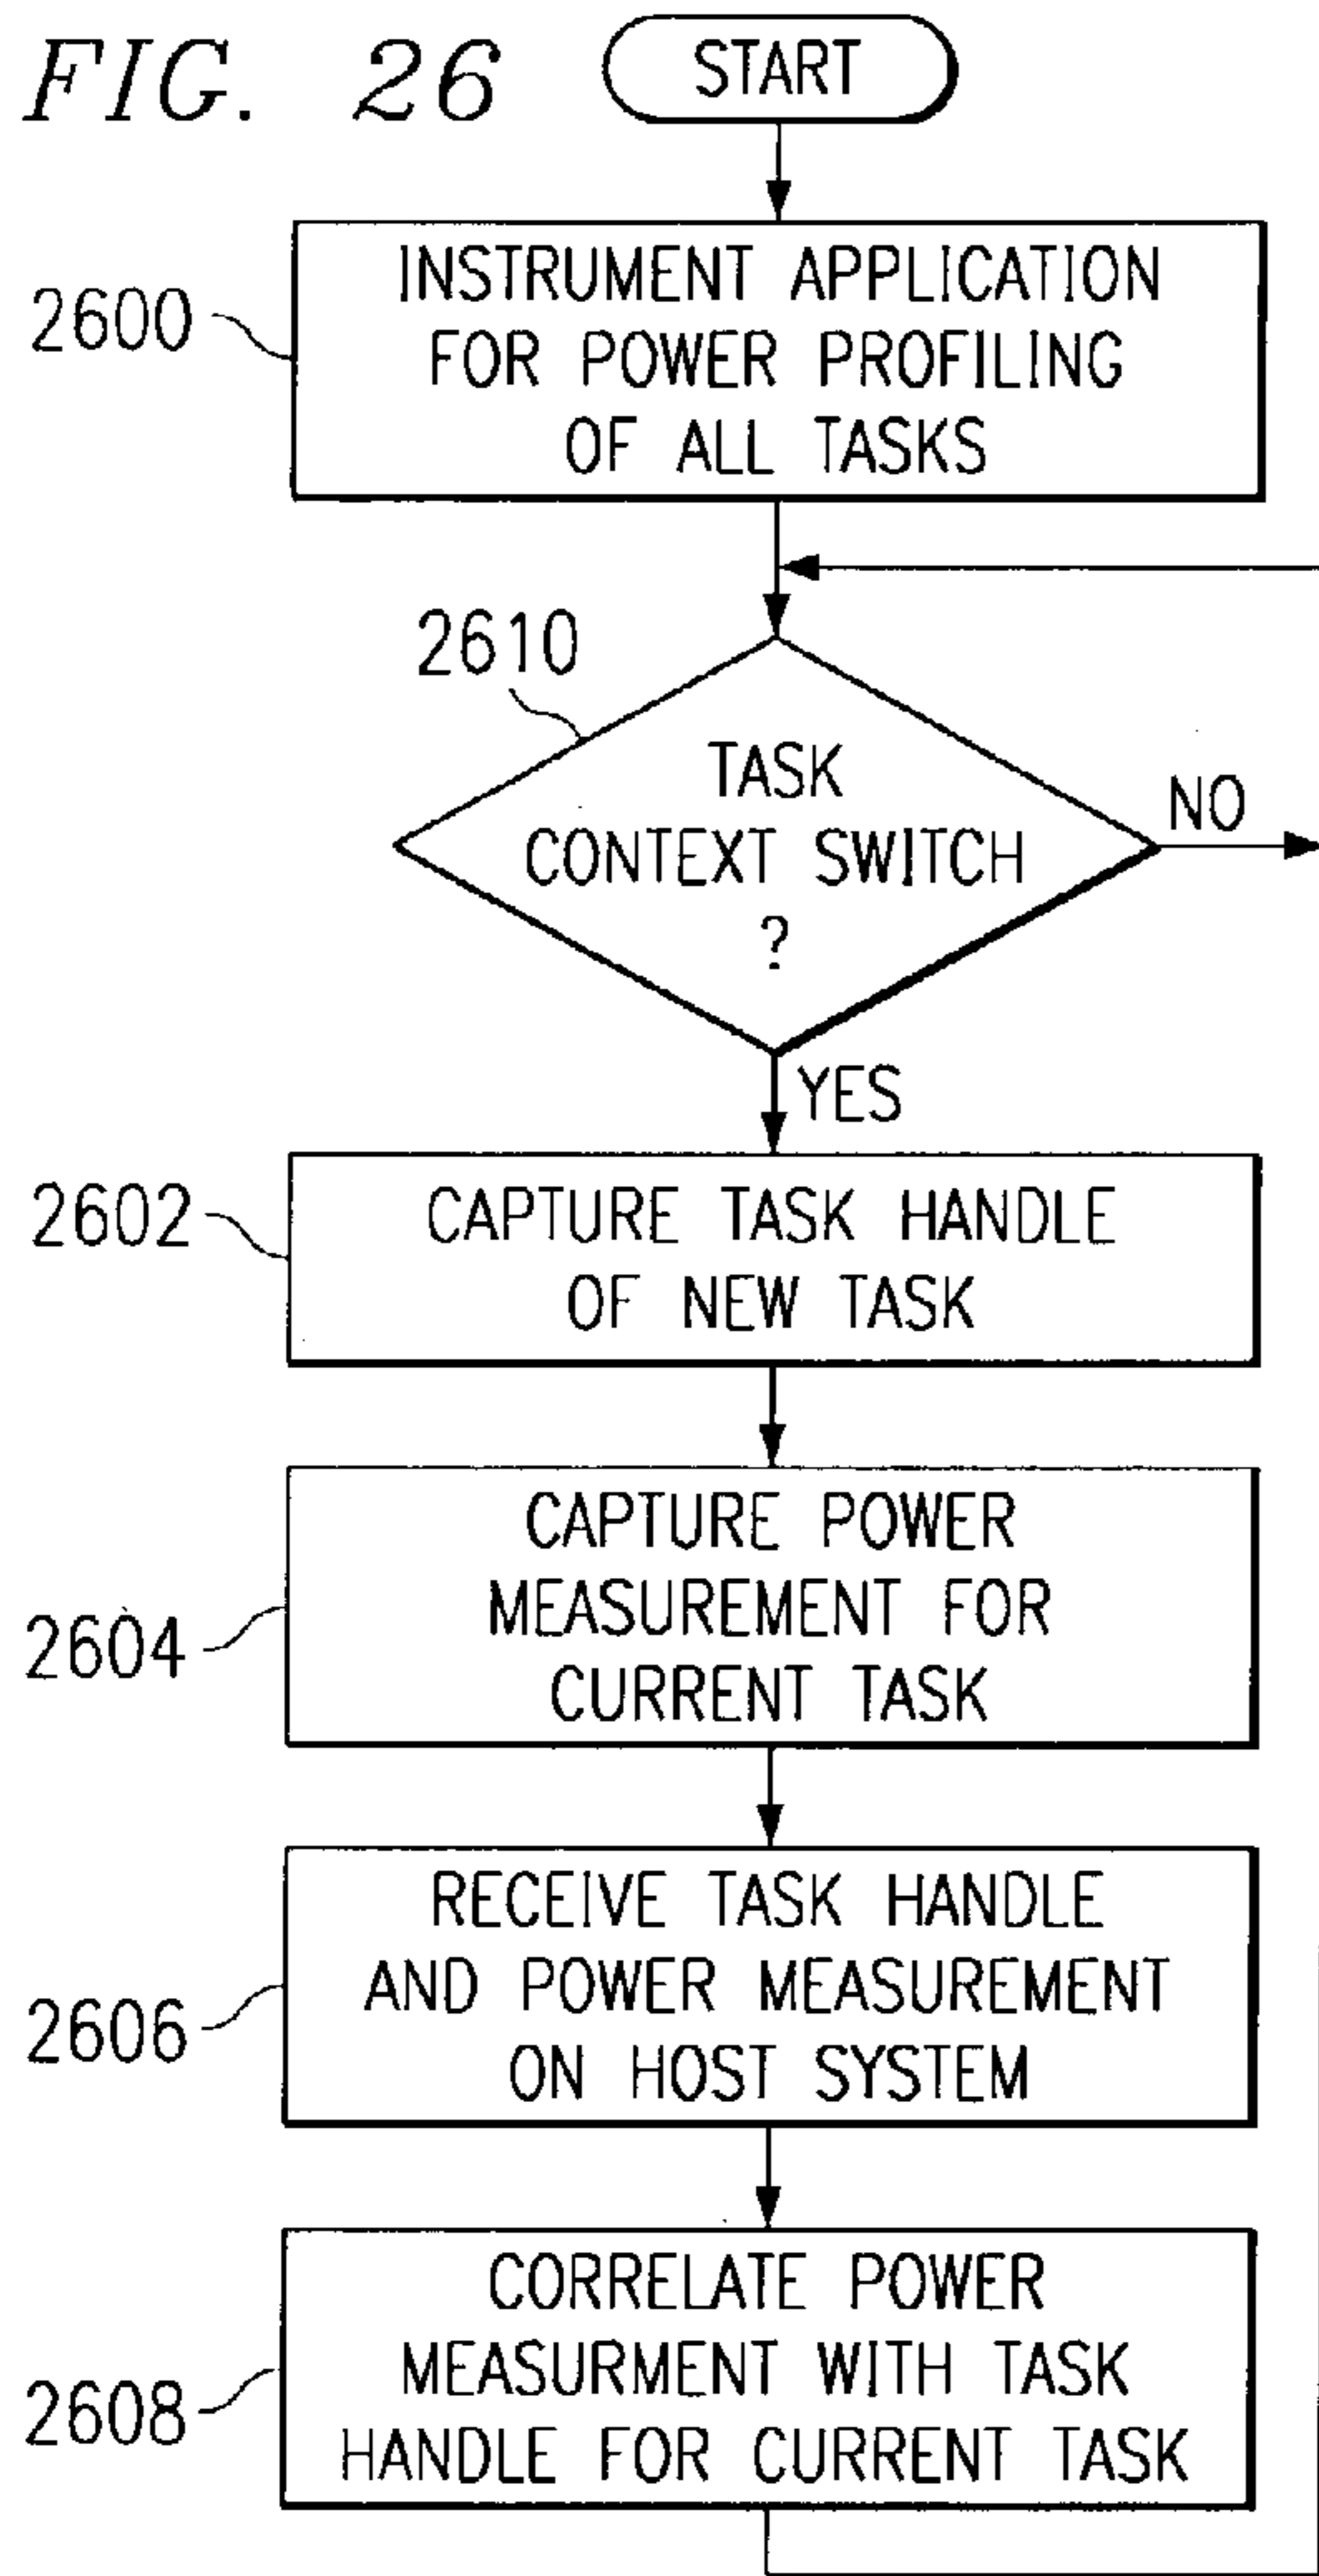 FIG. 26
START
2600
INSTRUMENT APPLICATION
FOR POWER PROFILING
OF ALL TASKS
2610
TASK
CONTEXT SWITCH
?
NO
YES
2602
CAPTURE TASK HANDLE
OF NEW TASK
2604
CAPTURE POWER
MEASUREMENT FOR
CURRENT TASK
2606
RECEIVE TASK HANDLE
AND POWER MEASUREMENT
ON HOST SYSTEM
2608
CORRELATE POWER
MEASURMENT WITH TASK
HANDLE FOR CURRENT TASK